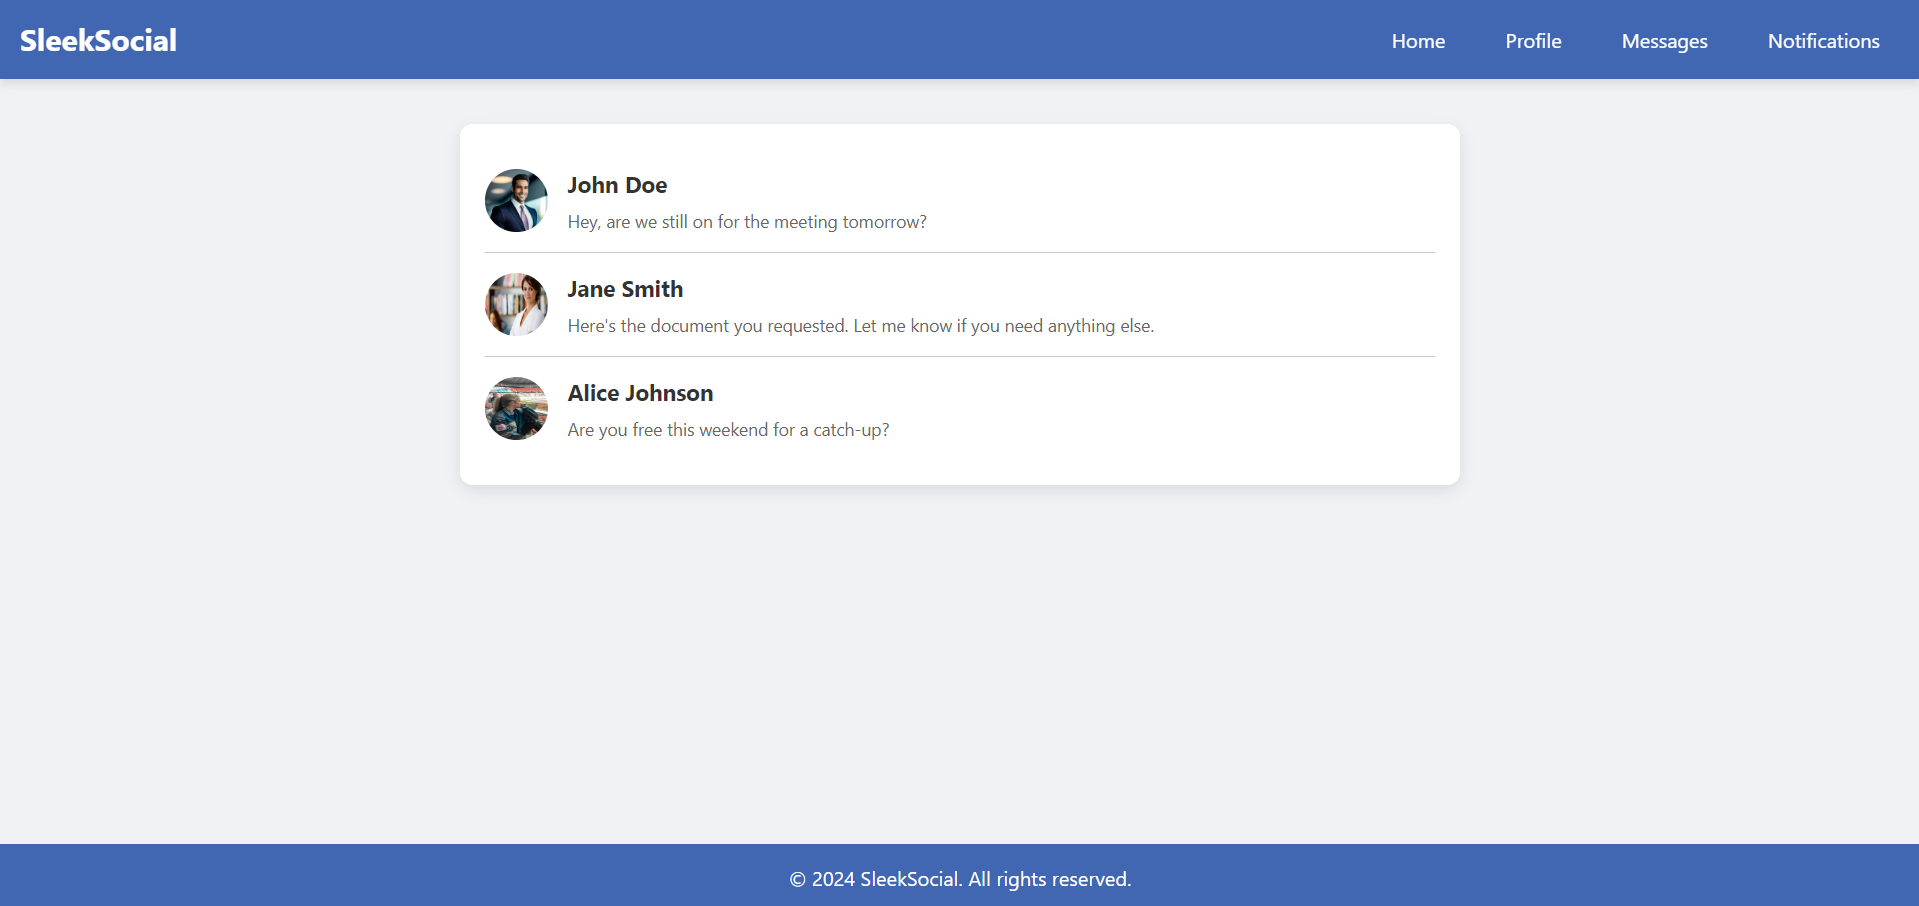 SleekSocial
Home Profile Messages Notifications
John Doe
Hey, are we still on for the meeting tomorrow?
Jane Smith
Here's the document you requested. Let me know if you need anything else.
Alice Johnson
Are you free this weekend for a catch-up?
© 2024 SleekSocial. All rights reserved.